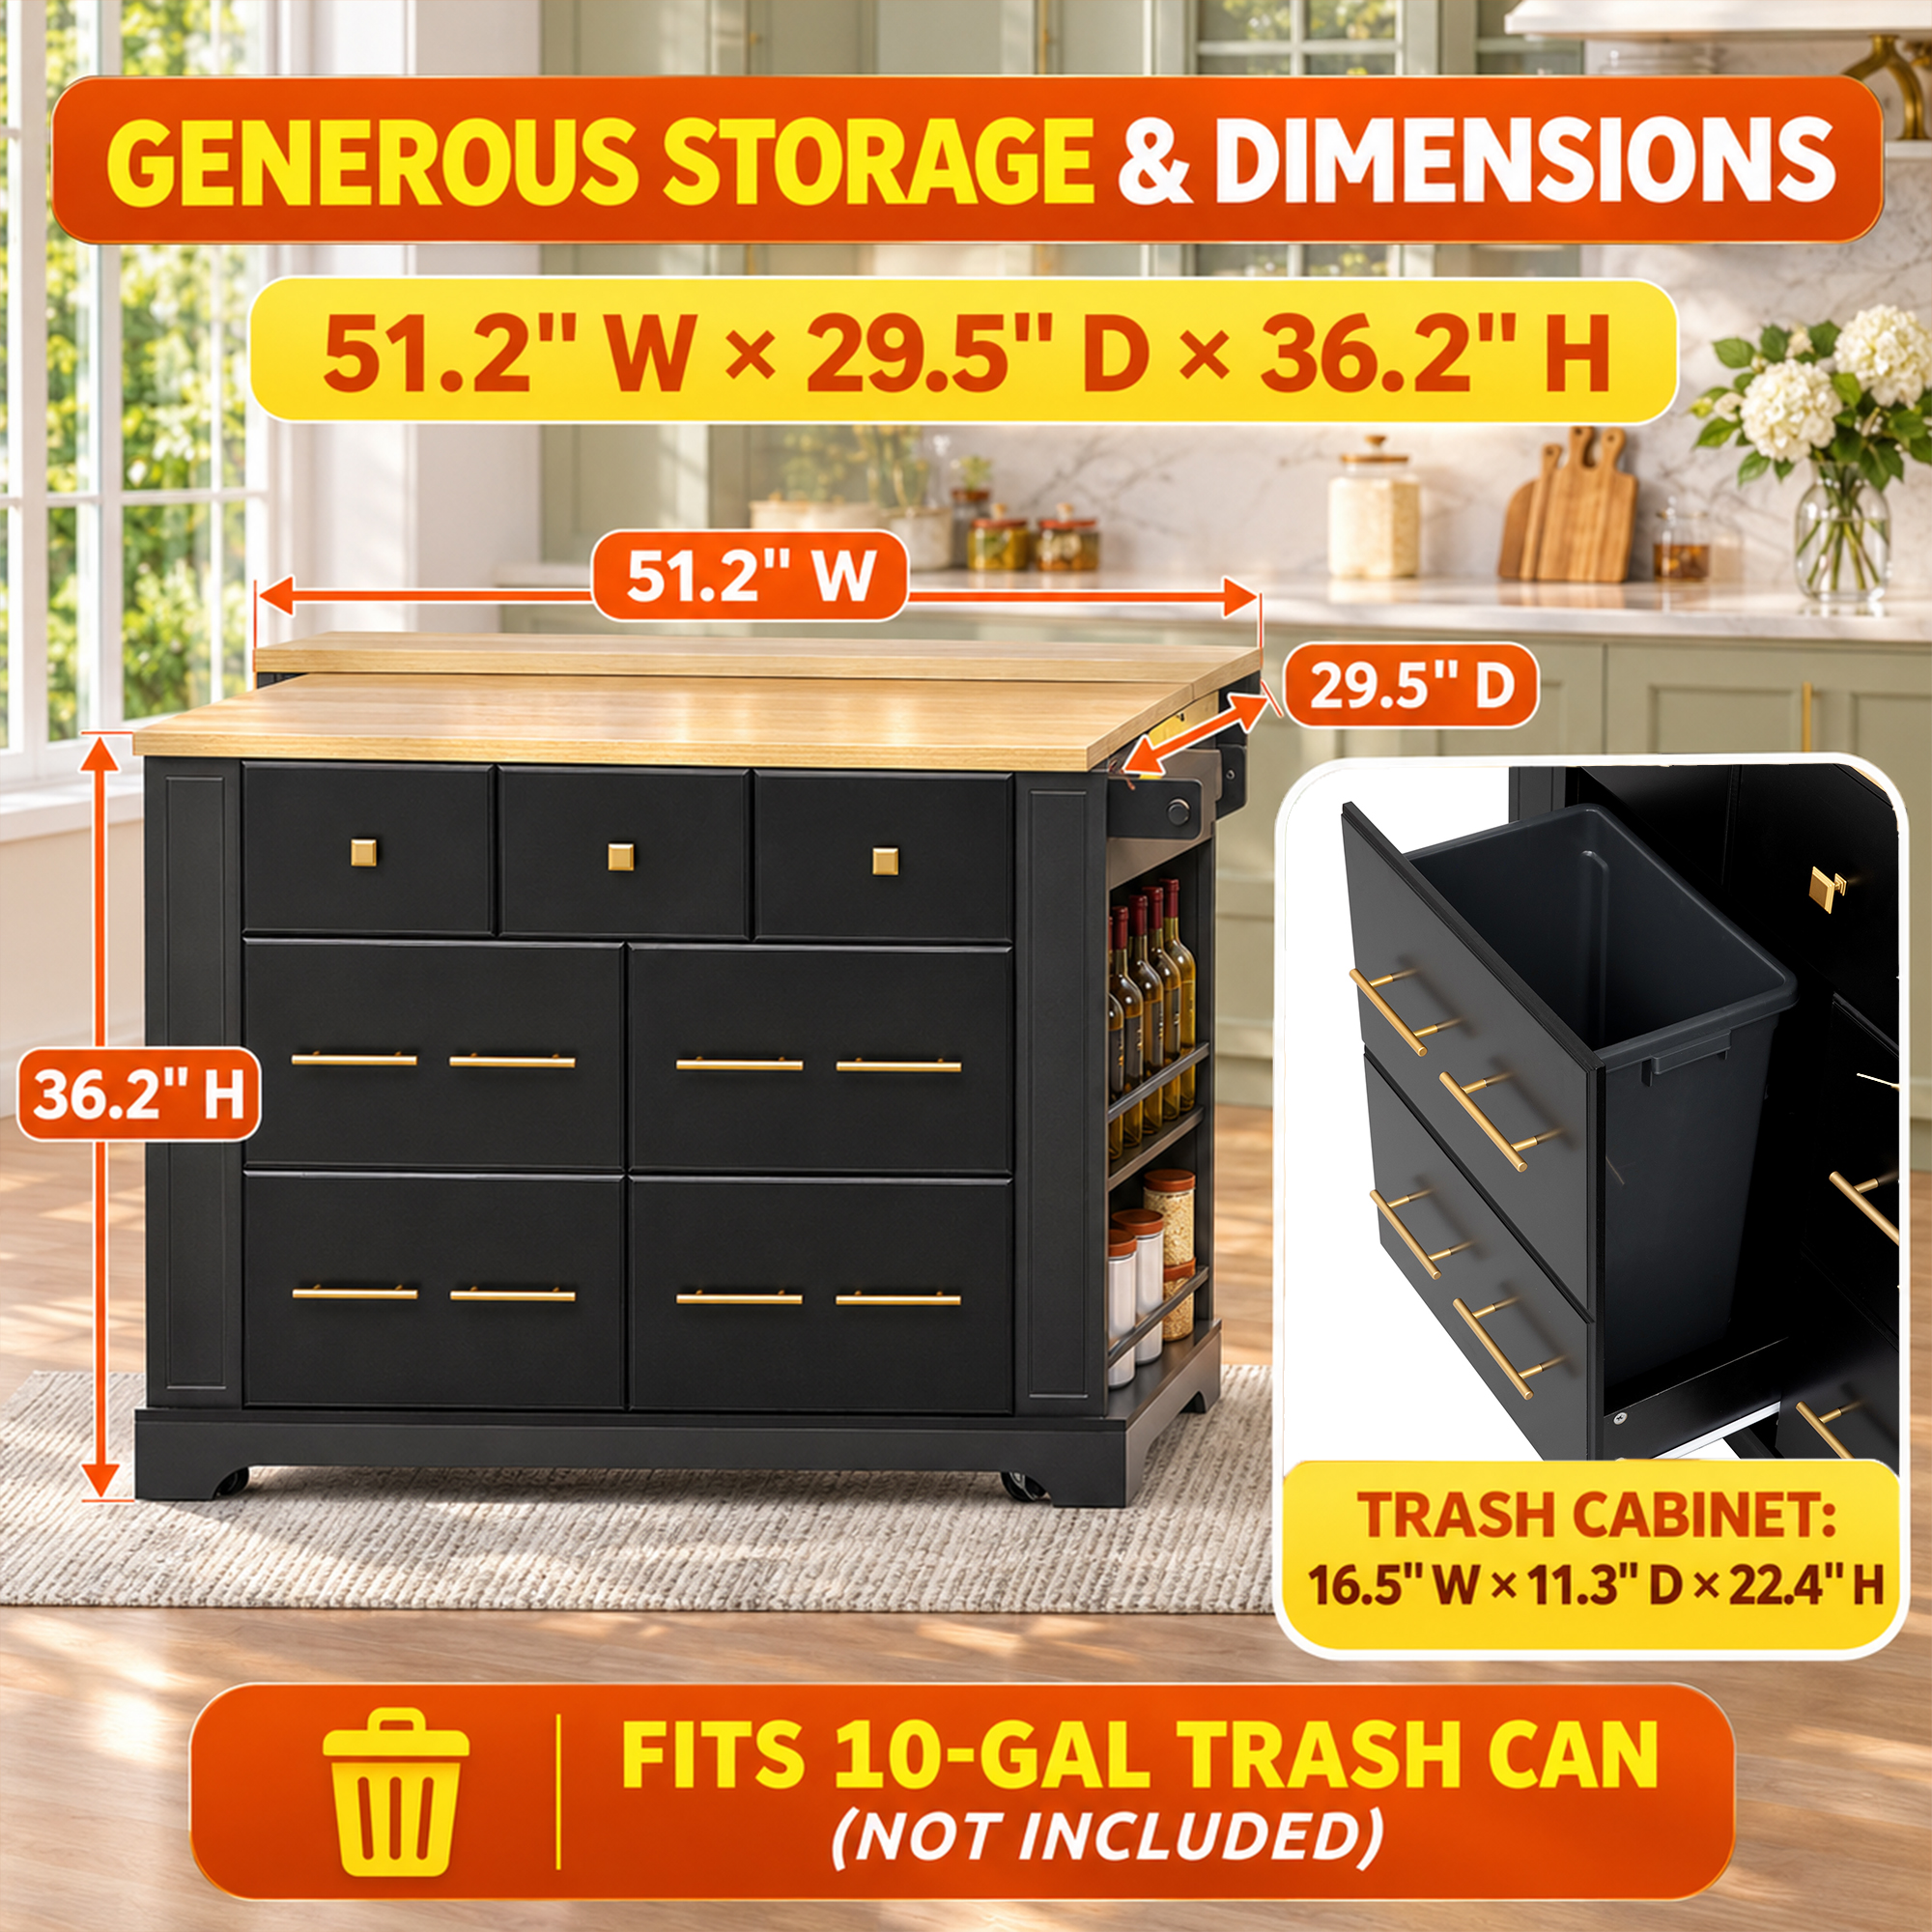 GENEROUS STORAGE & DIMENSIONS
51.2" W × 29.5" D × 36.2" H
51.2" W
29.5" D
36.2" H
TRASH CABINET:
16.5" W × 11.3" D × 22.4" H
FITS 10-GAL TRASH CAN
(NOT INCLUDED)